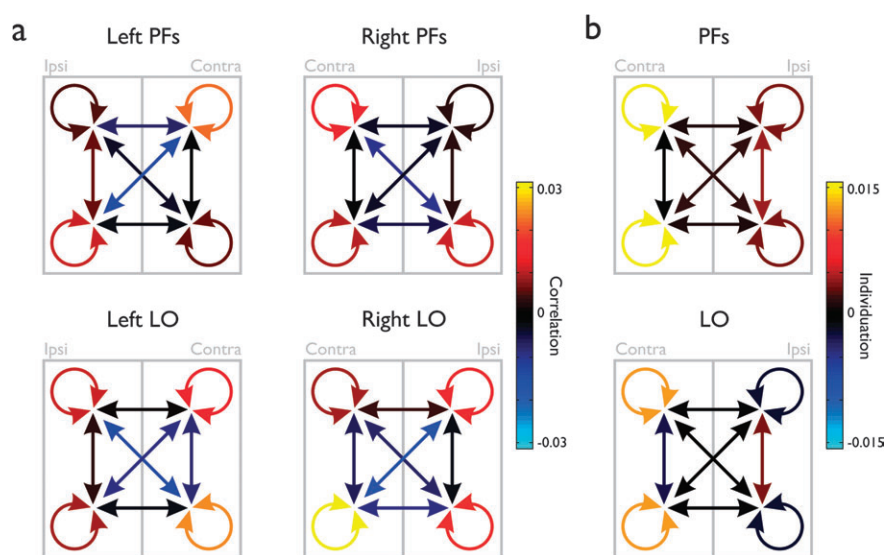 a
b
Left PFs
Right PFs
PFs
Ipsi
Contra
Contra
Ipsi
Contra
Ipsi
0.03
Correlation
0
-0.03
0.015
Individuation
0
-0.015
Left LO
Right LO
LO
Ipsi
Contra
Contra
Ipsi
Contra
Ipsi